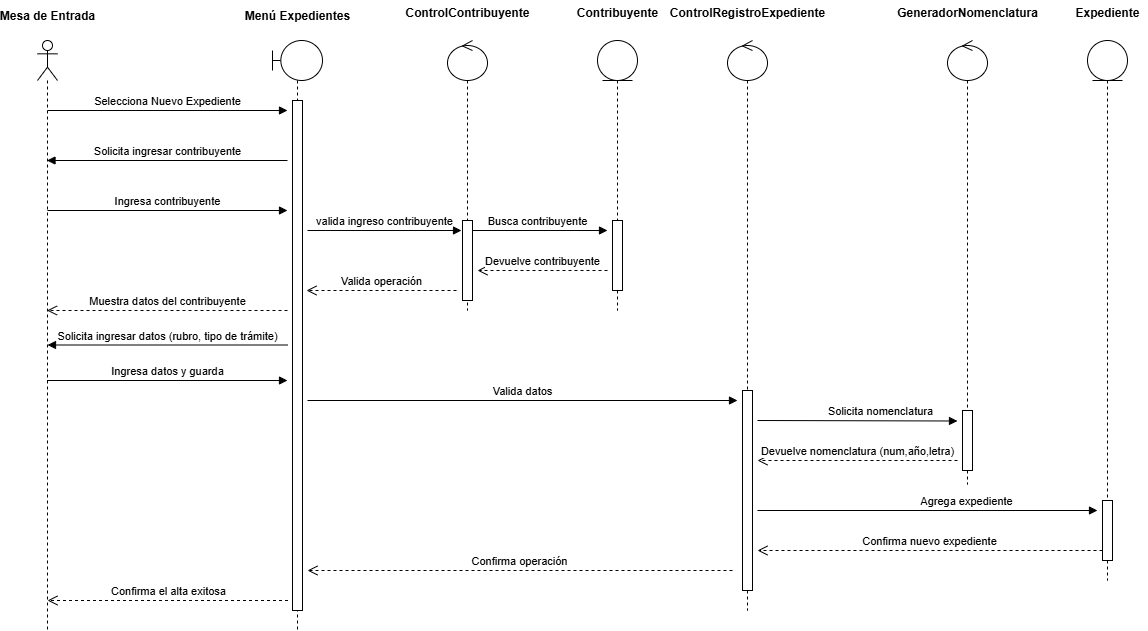 Mesa de Entrada
Menú Expedientes
ControlContribuyente
Contribuyente
ControlRegistroExpediente
GeneradorNomenclatura
Expediente
Selecciona Nuevo Expediente
Solicita ingresar contribuyente
Ingresa contribuyente
valida ingreso contribuyente
Busca contribuyente
Devuelve contribuyente
Valida operación
Muestra datos del contribuyente
Solicita ingresar datos (rubro, tipo de trámite)
Ingresa datos y guarda
Valida datos
Solicita nomenclatura
Devuelve nomenclatura (num,año,letra)
Agrega expediente
Confirma nuevo expediente
Confirma operación
Confirma el alta exitosa